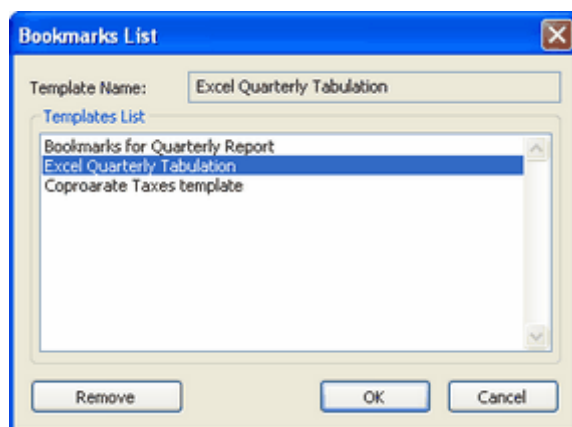 Bookmarks List
Template Name: Excel Quarterly Tabulation
Templates List
Bookmarks for Quarterly Report
Excel Quarterly Tabulation
Coproarate Taxes template
Remove OK Cancel